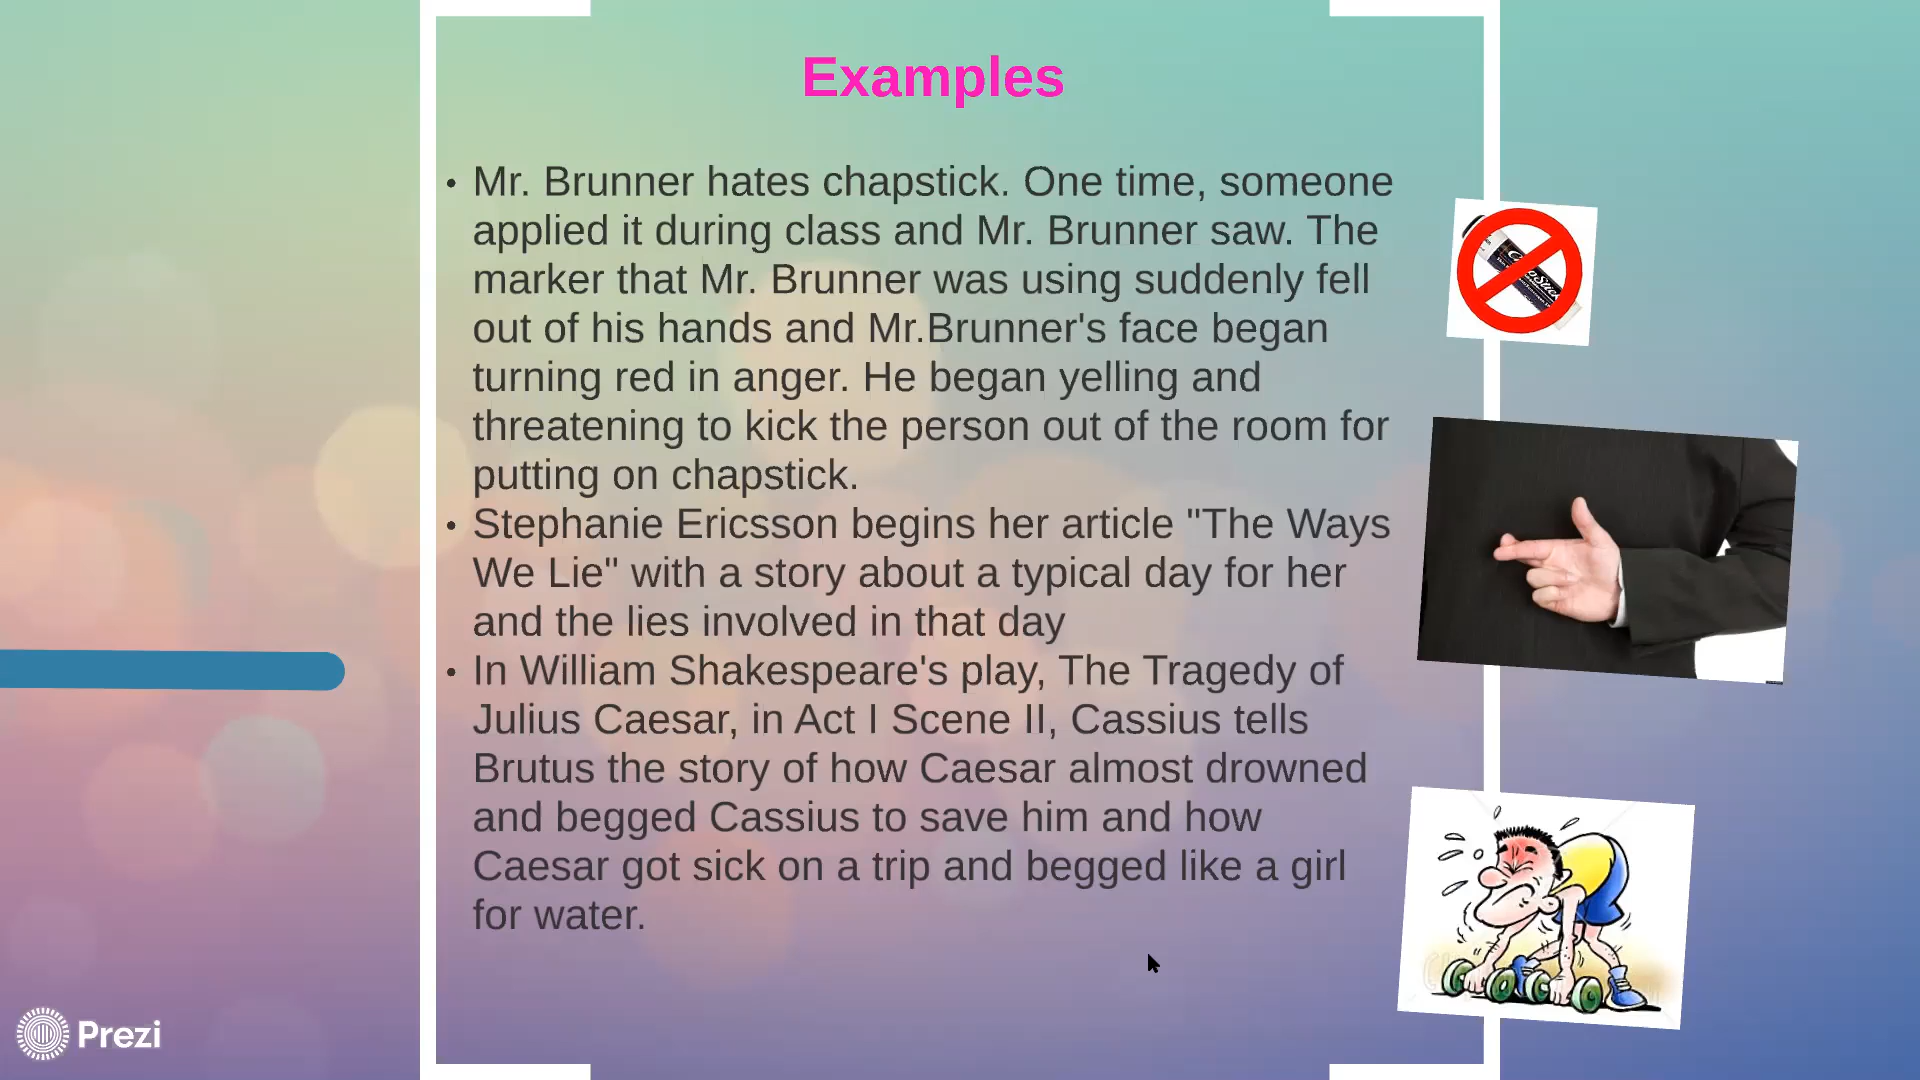 Examples
• Mr. Brunner hates chapstick. One time, someone
applied it during class and Mr. Brunner saw. The
marker that Mr. Brunner was using suddenly fell
out of his hands and Mr.Brunner's face began
turning red in anger. He began yelling and
threatening to kick the person out of the room for
putting on chapstick.
• Stephanie Ericsson begins her article "The Ways
We Lie" with a story about a typical day for her
and the lies involved in that day
• In William Shakespeare's play, The Tragedy of
Julius Caesar, in Act I Scene II, Cassius tells
Brutus the story of how Caesar almost drowned
and begged Cassius to save him and how
Caesar got sick on a trip and begged like a girl
for water.
Prezi